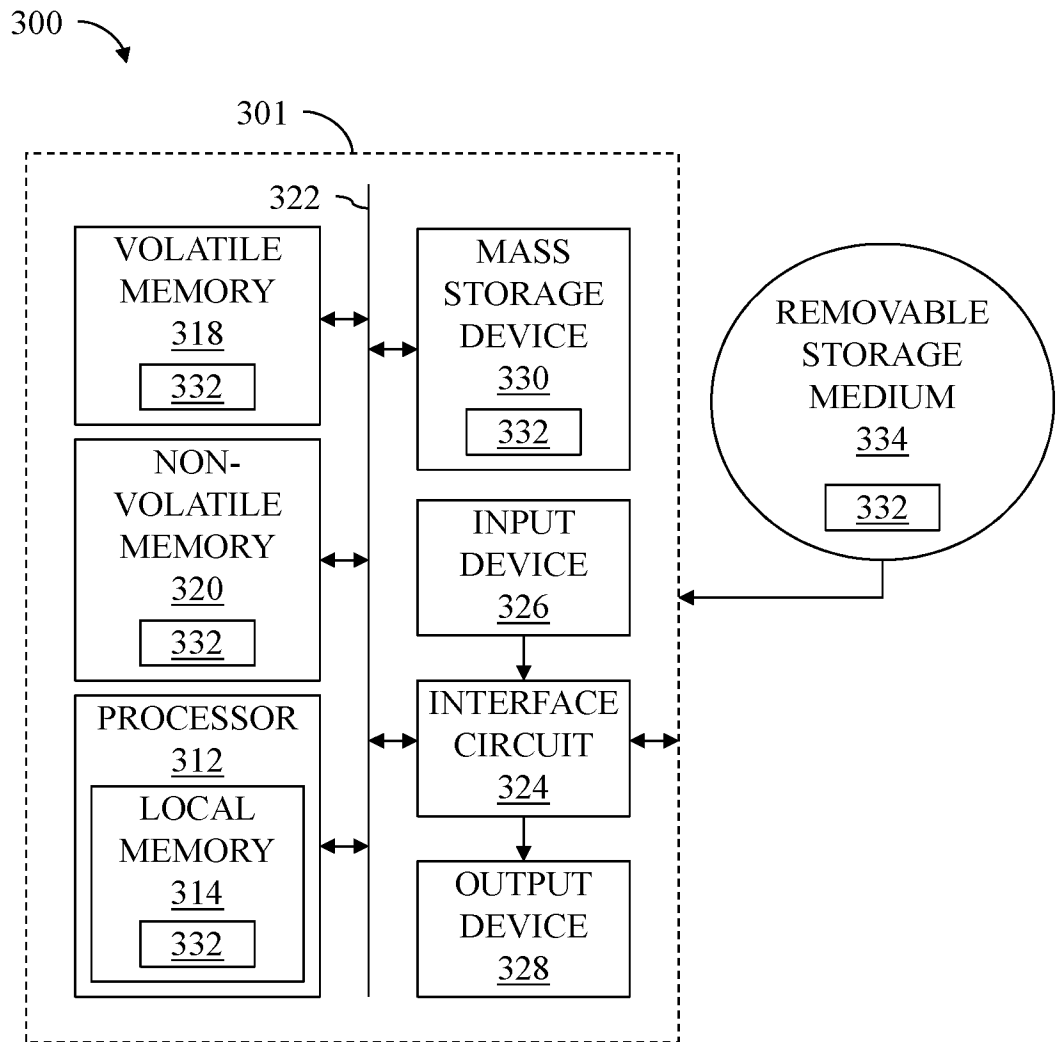 300
301
322
VOLATILE
MEMORY
318
332
NON-
VOLATILE
MEMORY
320
332
PROCESSOR
312
LOCAL
MEMORY
314
332
MASS
STORAGE
DEVICE
330
332
INPUT
DEVICE
326
INTERFACE
CIRCUIT
324
OUTPUT
DEVICE
328
REMOVABLE
STORAGE
MEDIUM
334
332